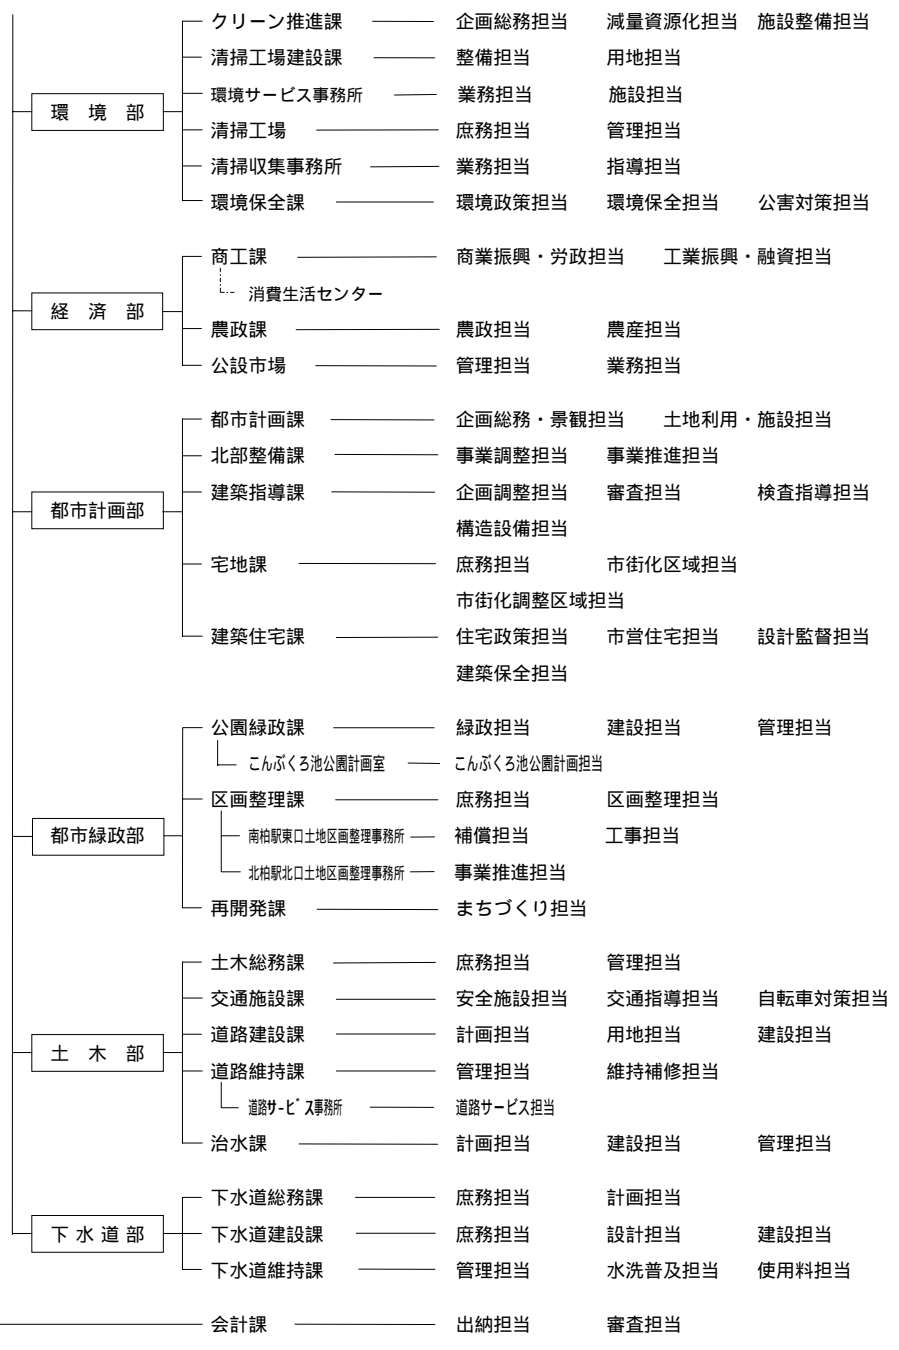 クリーン推進課 企画総務担当 減量資源化担当 施設整備担当
清掃工場建設課 整備担当 用地担当
環境サービス事務所 業務担当 施設担当
環境部
清掃工場 庶務担当 管理担当
清掃収集事務所 業務担当 指導担当
環境保全課 環境政策担当 環境保全担当 公害対策担当
商工課 商業振興・労政担当 工業振興・融資担当
消費生活センター
経済部
農政課 農政担当 農産担当
公設市場 管理担当 業務担当
都市計画課 企画総務・景観担当 土地利用・施設担当
北部整備課 事業調整担当 事業推進担当
建築指導課 企画調整担当 審査担当 検査指導担当
都市計画部
構造設備担当
宅地課 庶務担当 市街化区域担当
市街化調整区域担当
建築住宅課 住宅政策担当 市営住宅担当 設計監督担当
建築保全担当
公園緑政課 緑政担当 建設担当 管理担当
こんぶくろ池公園計画室 こんぶくろ池公園計画担当
区画整理課 庶務担当 区画整理担当
都市緑政部 南柏駅東口土地区画整理事務所 補償担当 工事担当
北柏駅北口土地区画整理事務所 事業推進担当
再開発課 まちづくり担当
土木総務課 庶務担当 管理担当
交通施設課 安全施設担当 交通指導担当 自転車対策担当
道路建設課 計画担当 用地担当 建設担当
土木部
道路維持課 管理担当 維持補修担当
道路サービス事務所 道路サービス担当
治水課 計画担当 建設担当 管理担当
下水道総務課 庶務担当 計画担当
下水道部 下水道建設課 庶務担当 設計担当 建設担当
下水道維持課 管理担当 水洗普及担当 使用料担当
会計課 出納担当 審査担当